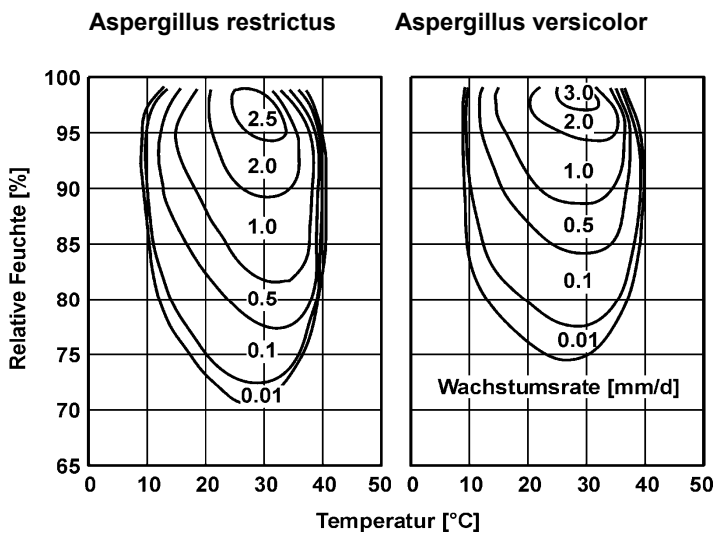 Aspergillus restrictus
Aspergillus versicolor
Relative Feuchte [%]
100
95
90
85
80
75
70
65
2.5
2.0
1.0
0.5
0.1
0.01
3.0
2.0
1.0
0.5
0.1
0.01
Wachstumsrate [mm/d]
0 10 20 30 40 50
0 10 20 30 40 50
Temperatur [°C]